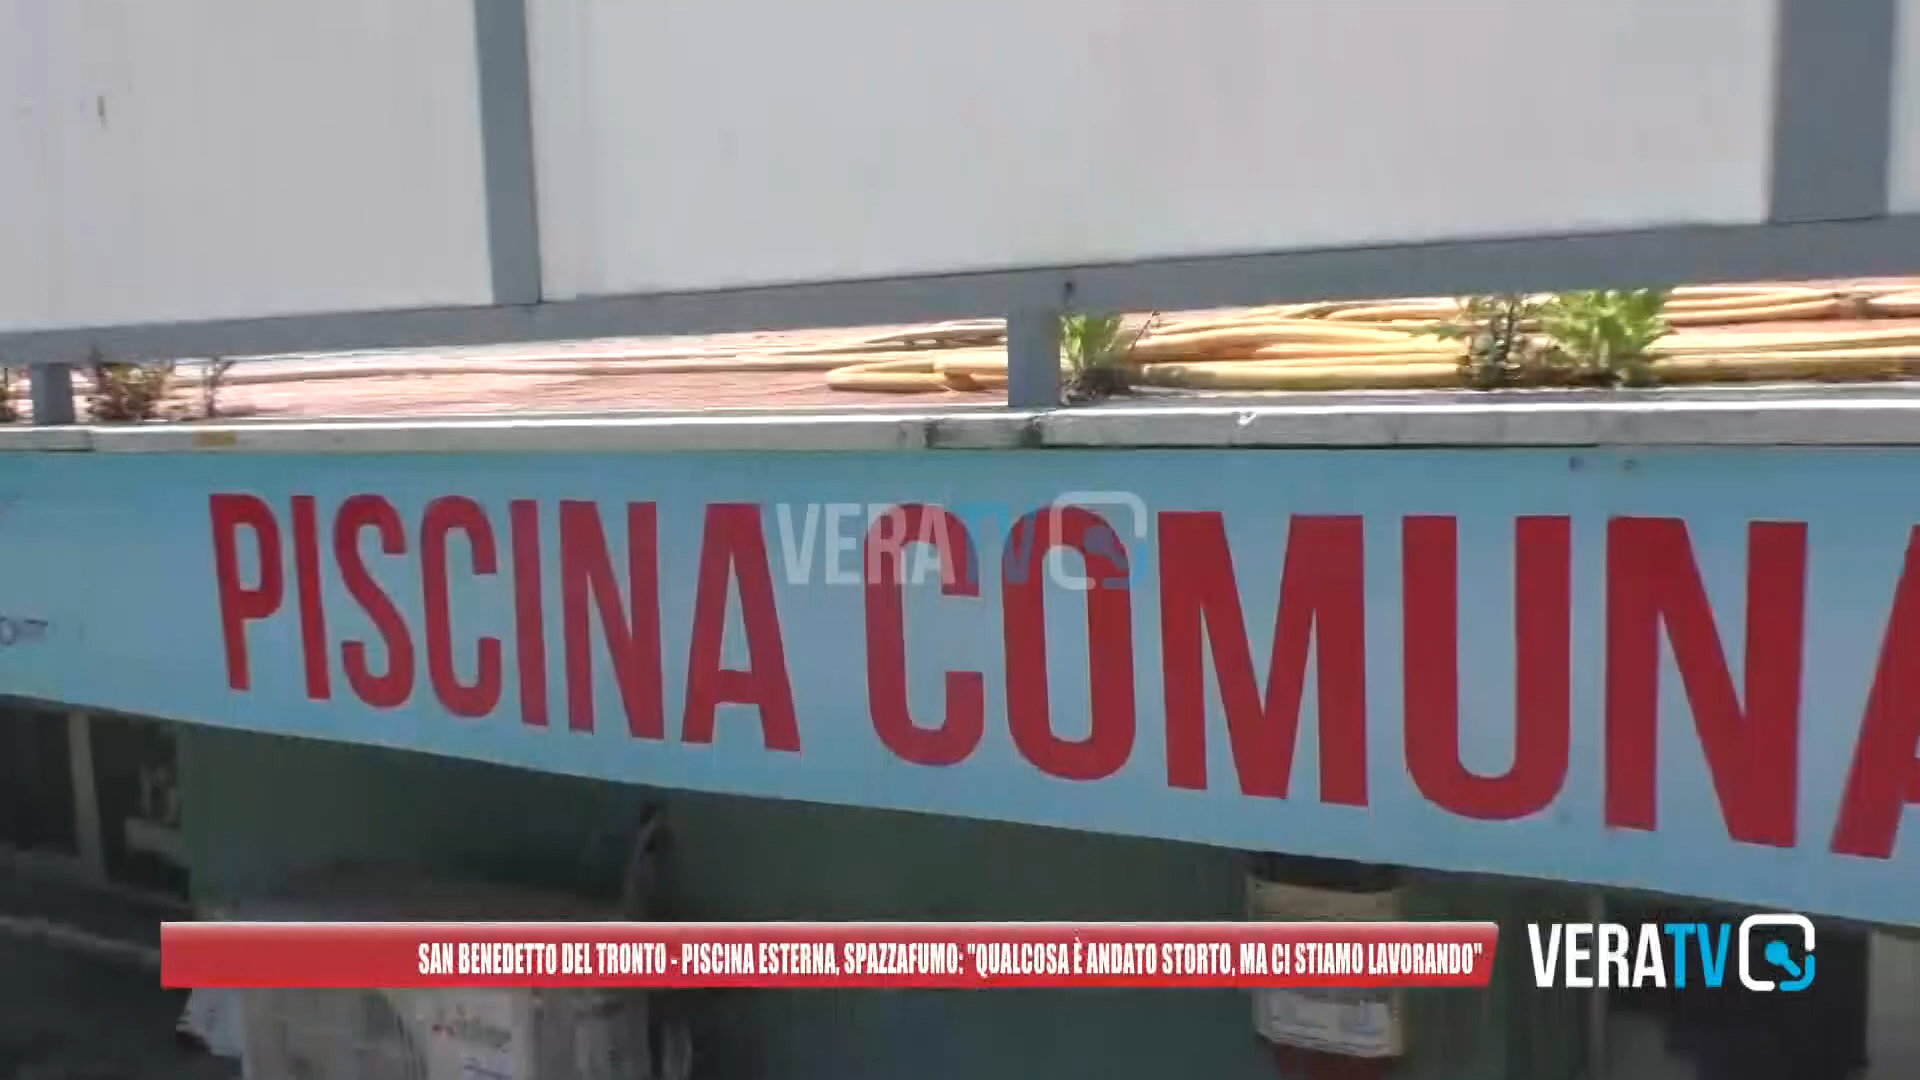 VERATV
PISCINA COMUNA
SAN BENEDETTO DEL TRONTO - PISCINA ESTERNA, SPAZZAFUMO: "QUALCOSA È ANDATO STORTO, MA CI STIAMO LAVORANDO"
VERATV